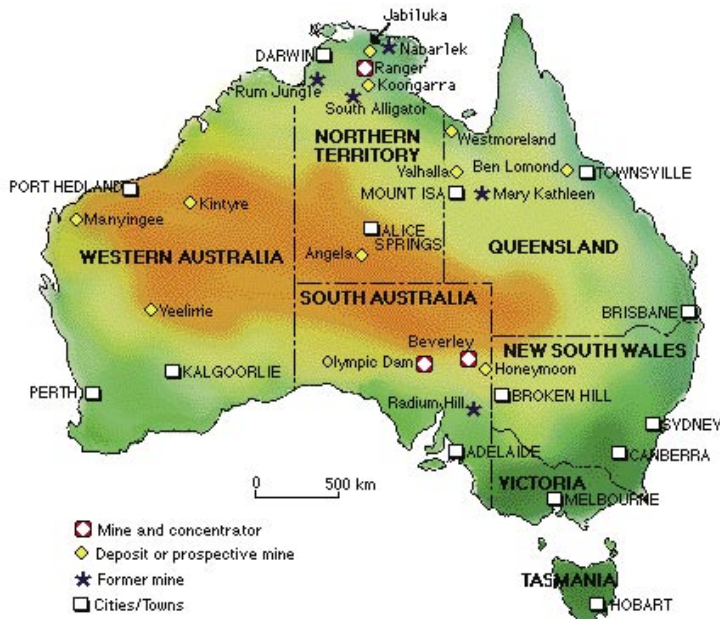 Jabiluka
DARWIN
Nabarlek
Ranger
Rum Jungle
Koongarra
South Alligator
NORTHERN
TERRITORY
Westmoreland
Valhalla
Ben Lomond
TOWNSVILLE
PORT HEDLAND
MOUNT ISA
Mary Kathleen
Kintyre
Manyingee
ALICE
SPRINGS
WESTERN AUSTRALIA
Angela
QUEENSLAND
SOUTH AUSTRALIA
Yeelirrie
BRISBANE
Beverley
NEW SOUTH WALES
Olympic Dam
Honeymoon
KALGOORLIE
PERTH
BROKEN HILL
Radium Hill
SYDNEY
ADELAIDE
CANBERRA
VICTORIA
0 500 km
MELBOURNE
Mine and concentrator
Deposit or prospective mine
Former mine
TASMANIA
Cities/Towns
HOBART